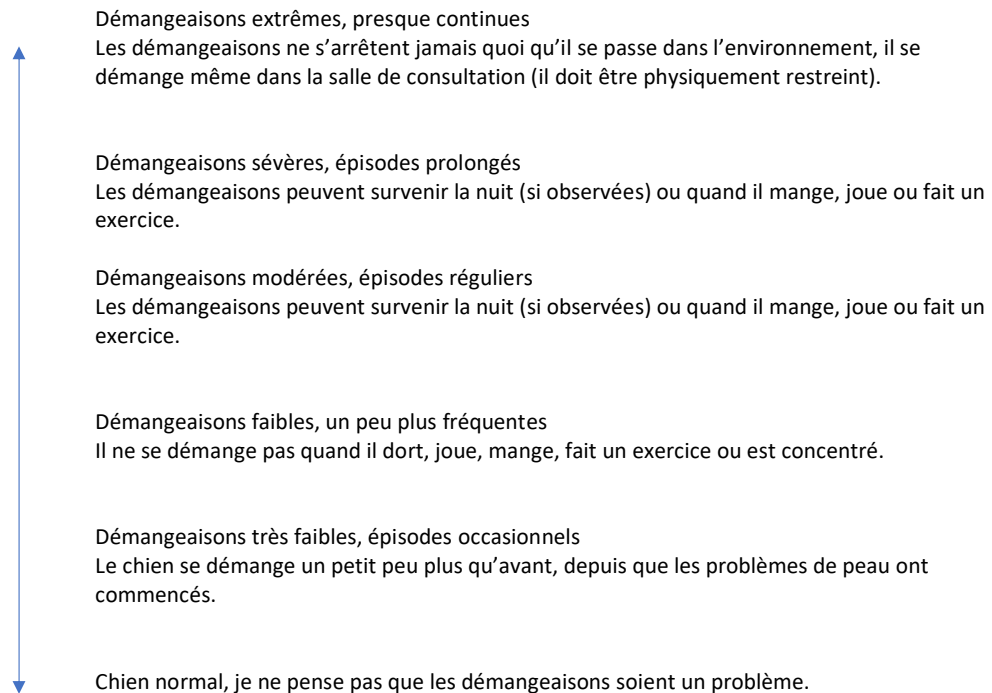 Démangeaisons extrêmes, presque continues
Les démangeaisons ne s’arrêtent jamais quoi qu’il se passe dans l’environnement, il se
démange même dans la salle de consultation (il doit être physiquement restreint).
Démangeaisons sévères, épisodes prolongés
Les démangeaisons peuvent survenir la nuit (si observées) ou quand il mange, joue ou fait un
exercice.
Démangeaisons modérées, épisodes réguliers
Les démangeaisons peuvent survenir la nuit (si observées) ou quand il mange, joue ou fait un
exercice.
Démangeaisons faibles, un peu plus fréquentes
Il ne se démange pas quand il dort, joue, mange, fait un exercice ou est concentré.
Démangeaisons très faibles, épisodes occasionnels
Le chien se démange un petit peu plus qu’avant, depuis que les problèmes de peau ont
commencés.
Chien normal, je ne pense pas que les démangeaisons soient un problème.